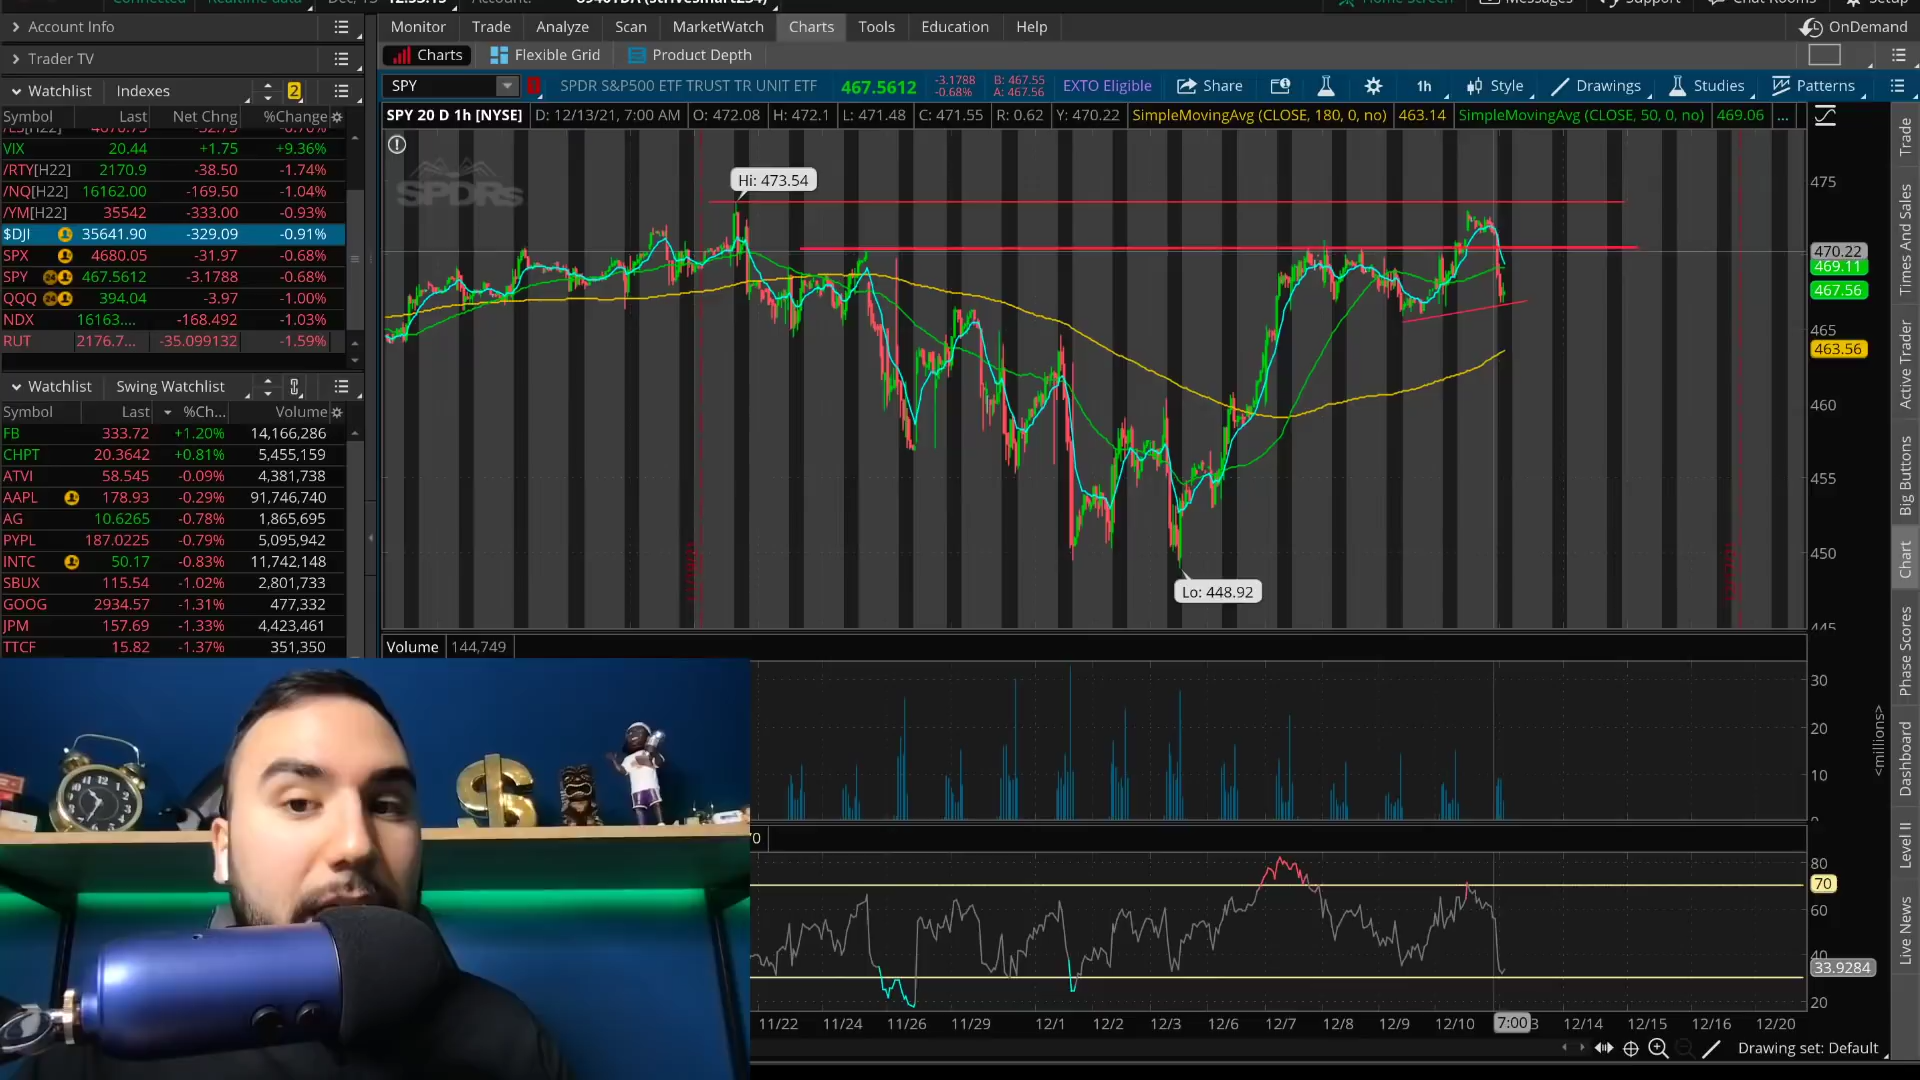 Connected Realtime data
Monitor Trade Analyze Scan MarketWatch Charts Tools Education Help OnDemand
Account Info
Trader TV
Charts Flexible Grid Product Depth
Watchlist Indexes 2
Symbol Last Net Chng %Change
VIX 20.44 +1.75 +9.36%
/RTY[H22] 2170.9 -38.50 -1.74%
/NQ[H22] 16162.00 -169.50 -1.04%
/YM[H22] 35542 -333.00 -0.93%
$DJI 35641.90 -329.09 -0.91%
SPX 4680.05 -31.97 -0.68%
SPY 24 467.5612 -3.1788 -0.68%
QQQ 24 394.04 -3.97 -1.00%
NDX 16163.... -168.492 -1.03%
RUT 2176.7... -35.099132 -1.59%
Watchlist Swing Watchlist
Symbol Last %Ch... Volume
FB 333.72 +1.20% 14,166,286
CHPT 20.3642 +0.81% 5,455,159
ATVI 58.545 -0.09% 4,381,738
AAPL 178.93 -0.29% 91,746,740
AG 10.6265 -0.78% 1,865,695
PYPL 187.0225 -0.79% 5,095,942
INTC 50.17 -0.83% 11,742,148
SBUX 115.54 -1.02% 2,801,733
GOOG 2934.57 -1.31% 477,332
JPM 157.69 -1.33% 4,423,461
TTCF 15.82 -1.37% 351,350
SPY SPDR S&P500 ETF TRUST TR UNIT ETF 467.5612 -3.1788 -0.68% B: 467.55 A: 467.56 EXTO Eligible Share 1h Style Drawings Studies Patterns
SPY 20 D 1h [NYSE] D: 12/13/21, 7:00 AM O: 472.08 H: 472.1 L: 471.48 C: 471.55 R: 0.62 Y: 470.22 SimpleMovingAvg (CLOSE, 180, 0, no) 463.14 SimpleMovingAvg (CLOSE, 50, 0, no) 469.06 ...
SPDRs
Hi: 473.54
Lo: 448.92
475
470.22
469.11
467.56
465
463.56
460
455
450
445
Volume 144,749
30
20
10
<millions>
80
70
60
40
33.9284
20
11/22 11/24 11/26 11/29 12/1 12/2 12/3 12/6 12/7 12/8 12/9 12/10 7:00 12/14 12/15 12/16 12/20
Drawing set: Default
Trade
Times And Sales
Active Trader
Big Buttons
Chart
Phase Scores
Dashboard
Level II
Live News